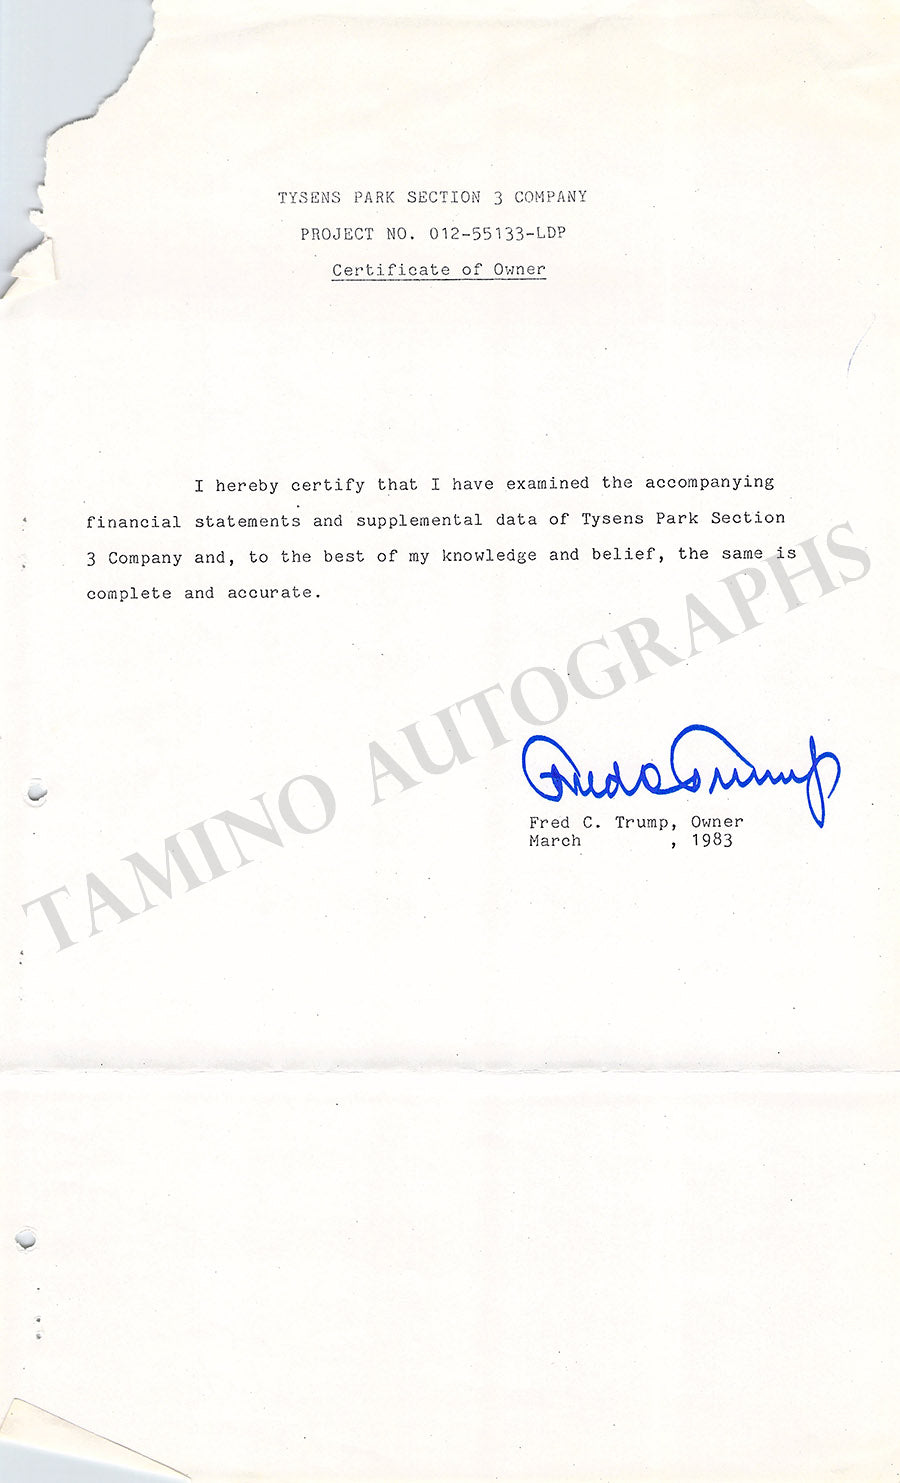 TYSENS PARK SECTION 3 COMPANY
PROJECT NO. 012-55133-LDP
Certificate of Owner
I hereby certify that I have examined the accompanying
financial statements and supplemental data of Tysens Park Section
3 Company and, to the best of my knowledge and belief, the same is
complete and accurate.
TAMINO AUTOGRAPHS
Fred C Trump
Fred C. Trump, Owner
March , 1983